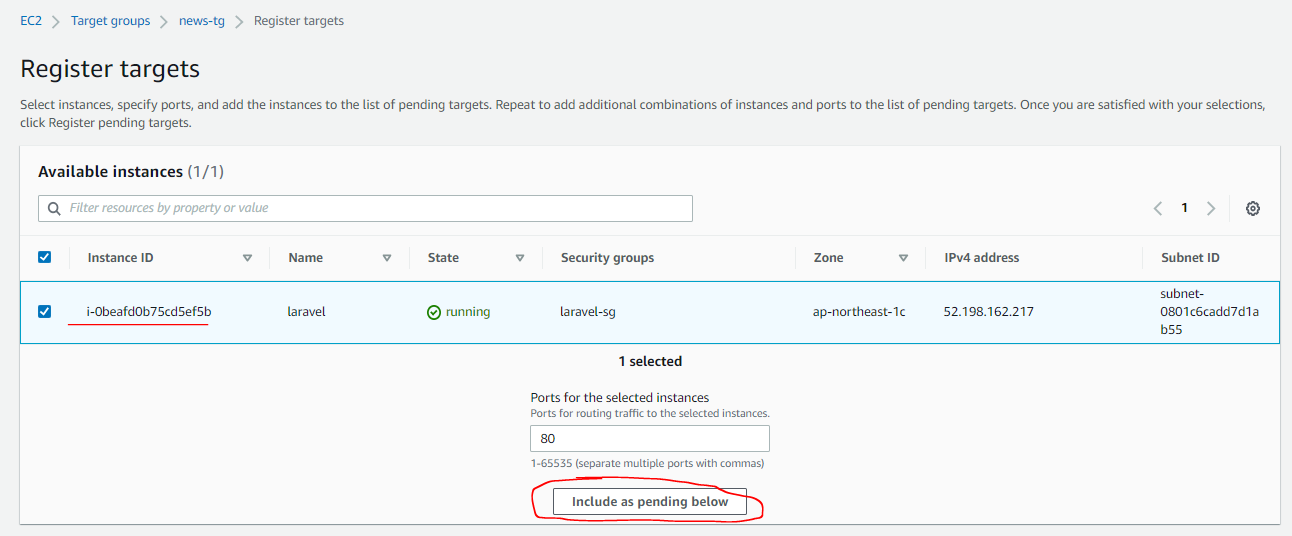 EC2 > Target groups > news-tg > Register targets
Register targets
Select instances, specify ports, and add the instances to the list of pending targets. Repeat to add additional combinations of instances and ports to the list of pending targets. Once you are satisfied with your selections,
click Register pending targets.
Available instances (1/1)
Filter resources by property or value
1
Instance ID Name State Security groups Zone IPv4 address Subnet ID
i-0beafd0b75cd5ef5b laravel running laravel-sg ap-northeast-1c 52.198.162.217 subnet-
0801c6cadd7d1a
b55
1 selected
Ports for the selected instances
Ports for routing traffic to the selected instances.
80
1-65535 (separate multiple ports with commas)
Include as pending below